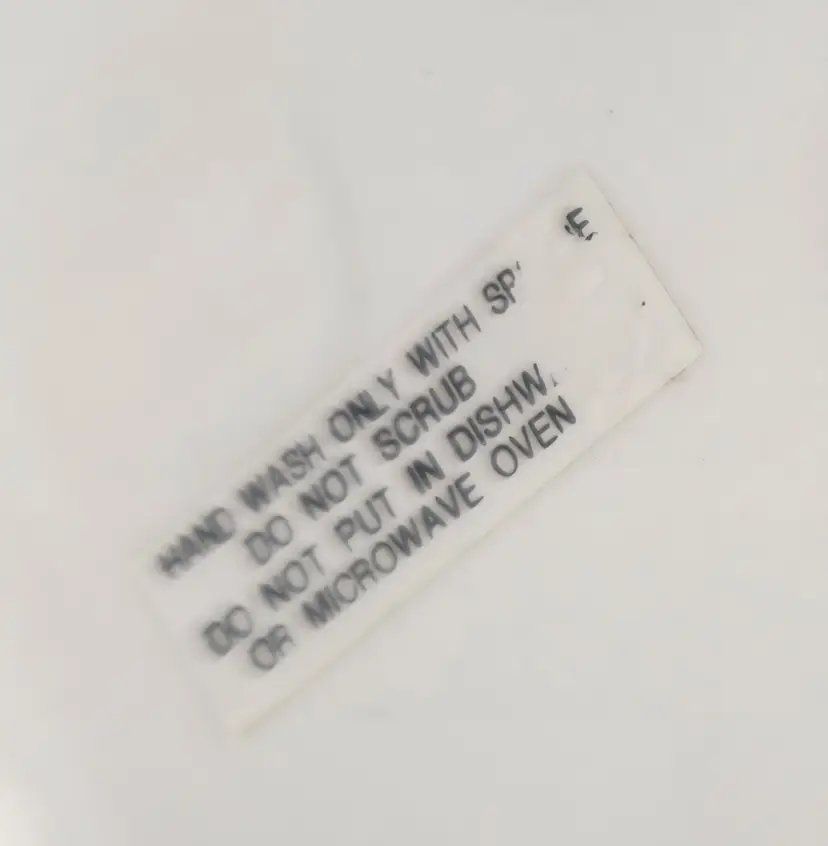 HAND WASH ONLY WITH
DO NOT SCRUB
DO NOT PUT IN
OR MICROWAVE OVEN